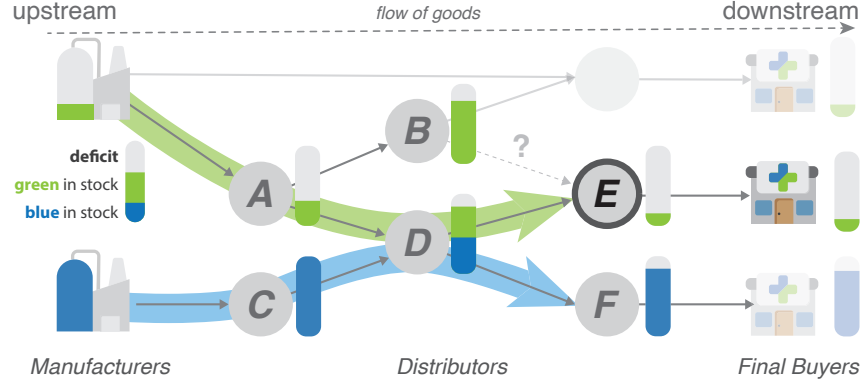 upstream
flow of goods
downstream
B
?
deficit
green in stock
blue in stock
A
E
D
C
F
Manufacturers
Distributors
Final Buyers